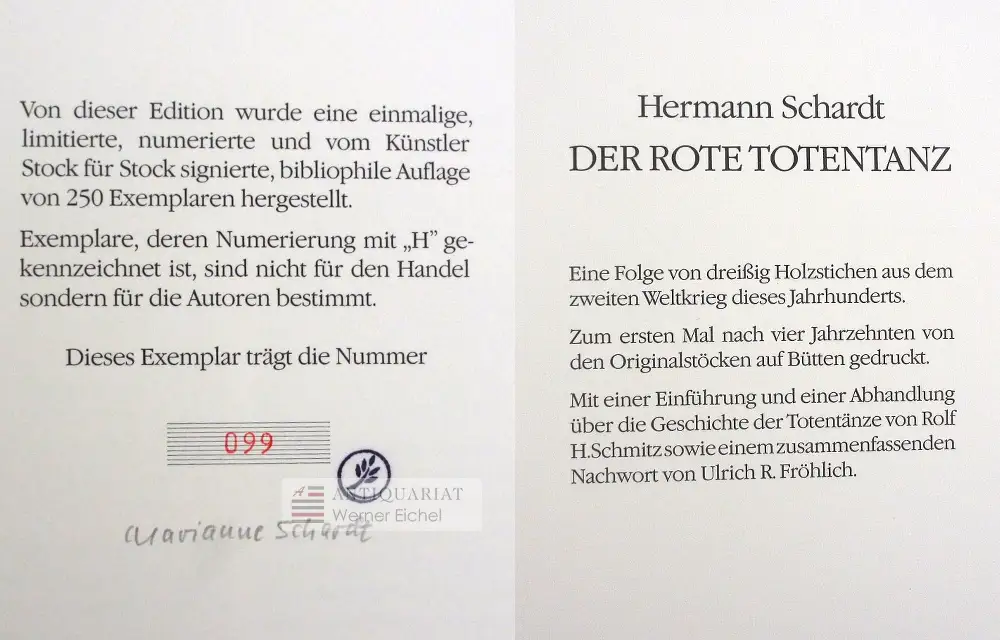 Von dieser Edition wurde eine einmalige,
limitierte, numerierte und vom Künstler
Stock für Stock signierte, bibliophile Auflage
von 250 Exemplaren hergestellt.
Exemplare, deren Numerierung mit „H” ge-
kennzeichnet ist, sind nicht für den Handel
sondern für die Autoren bestimmt.
Dieses Exemplar trägt die Nummer
099
ANTIQUARIAT
Werner Eichel
Marianne Schardt
Hermann Schardt
DER ROTE TOTENTANZ
Eine Folge von dreißig Holzstichen aus dem
zweiten Weltkrieg dieses Jahrhunderts.
Zum ersten Mal nach vier Jahrzehnten von
den Originalstöcken auf Bütten gedruckt.
Mit einer Einführung und einer Abhandlung
über die Geschichte der Totentänze von Rolf
H.Schmitz sowie einem zusammenfassenden
Nachwort von Ulrich R. Fröhlich.